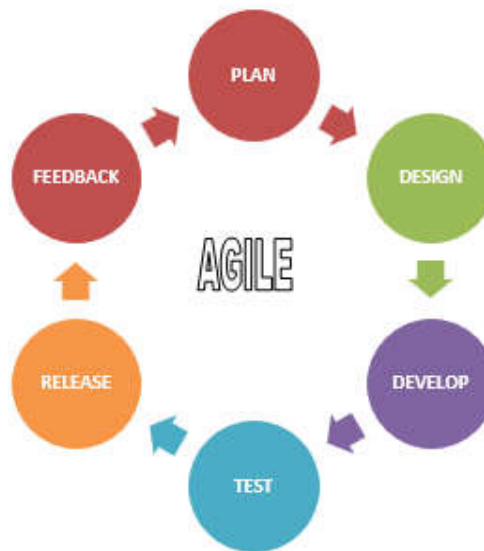 PLAN
DESIGN
DEVELOP
TEST
RELEASE
FEEDBACK
AGILE